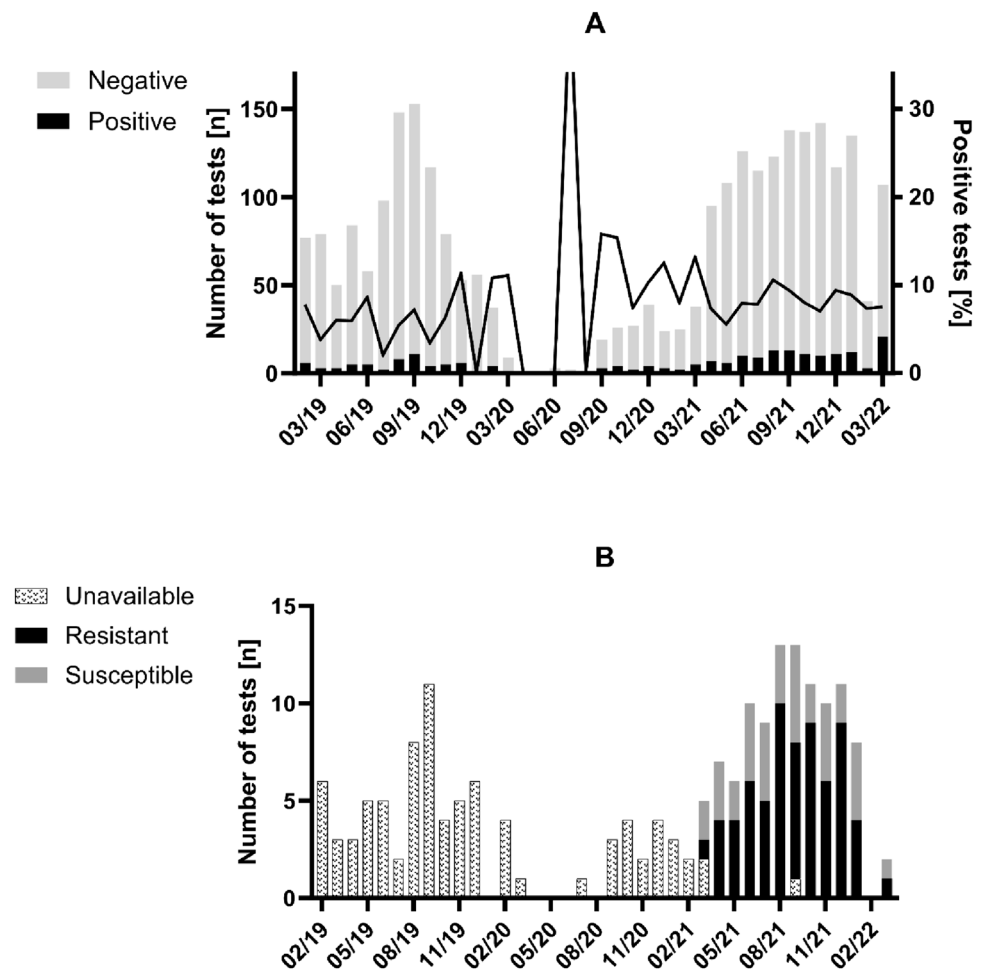 A
Negative
Positive
Number of tests [n]
150
100
50
0
Positive tests [%]
30
20
10
0
03/19 06/19 09/19 12/19 03/20 06/20 09/20 12/20 03/21 06/21 09/21 12/21 03/22
B
Unavailable
Resistant
Susceptible
Number of tests [n]
15
10
5
0
02/19 05/19 08/19 11/19 02/20 05/20 08/20 11/20 02/21 05/21 08/21 11/21 02/22